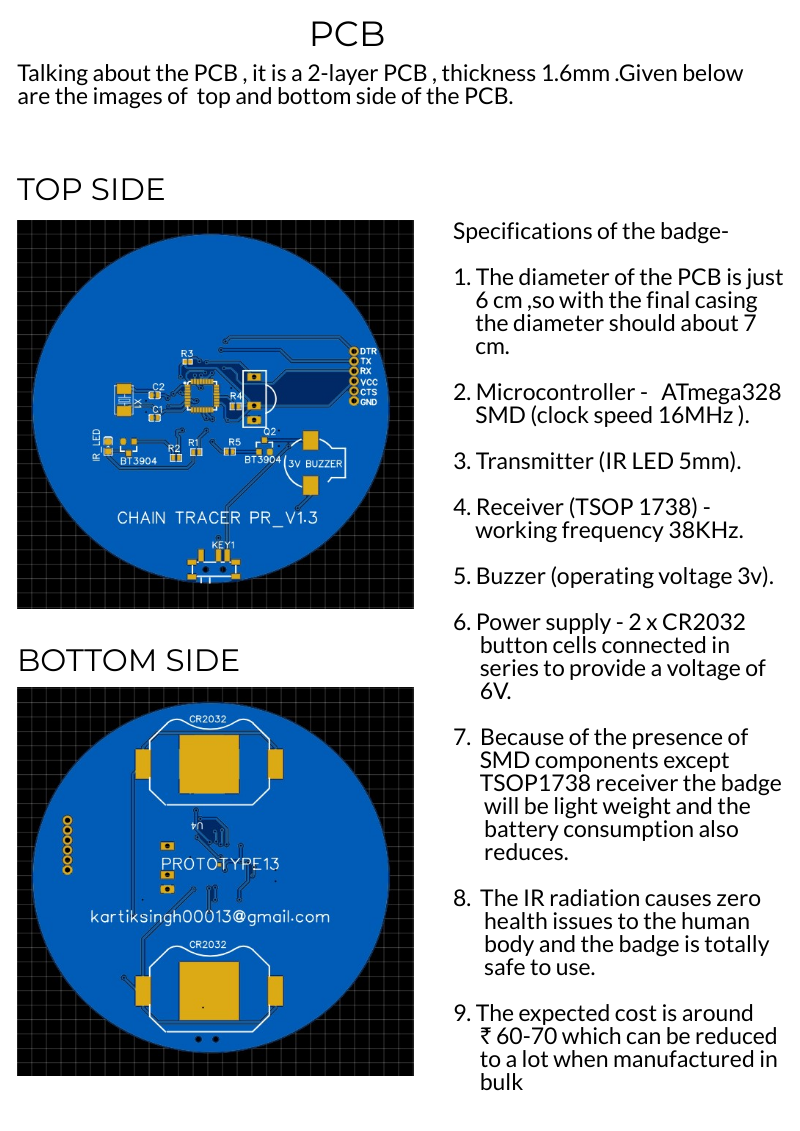 PCB
Talking about the PCB , it is a 2-layer PCB , thickness 1.6mm .Given below
are the images of  top and bottom side of the PCB.
TOP SIDE
R3
DTR
TX
RX
VCC
CTS
GND
C2
1X
C1
R4
Q2
IR_LED
BT3904
R2
R1
R5
BT3904
3V BUZZER
CHAIN TRACER PR_V1.3
KEY1
BOTTOM SIDE
CR2032
U4
PROTOTYPE13
kartiksingh00013@gmail.com
CR2032
Specifications of the badge-
1. The diameter of the PCB is just
6 cm ,so with the final casing
the diameter should about 7
cm.
2. Microcontroller -  ATmega328
SMD (clock speed 16MHz ).
3. Transmitter (IR LED 5mm).
4. Receiver (TSOP 1738) -
working frequency 38KHz.
5. Buzzer (operating voltage 3v).
6. Power supply - 2 x CR2032
button cells connected in
series to provide a voltage of
6V.
7. Because of the presence of
SMD components except
TSOP1738 receiver the badge
will be light weight and the
battery consumption also
reduces.
8. The IR radiation causes zero
health issues to the human
body and the badge is totally
safe to use.
9. The expected cost is around
₹ 60-70 which can be reduced
to a lot when manufactured in
bulk